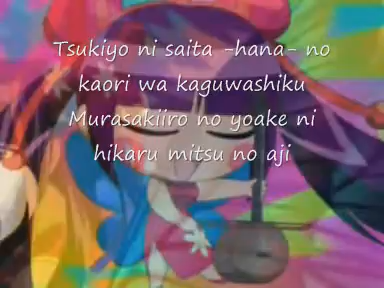 Tsukiyo ni saita -hana- no
kaori wa kaguwashiku
Murasakiiro no yoake ni
hikaru mitsu no aji